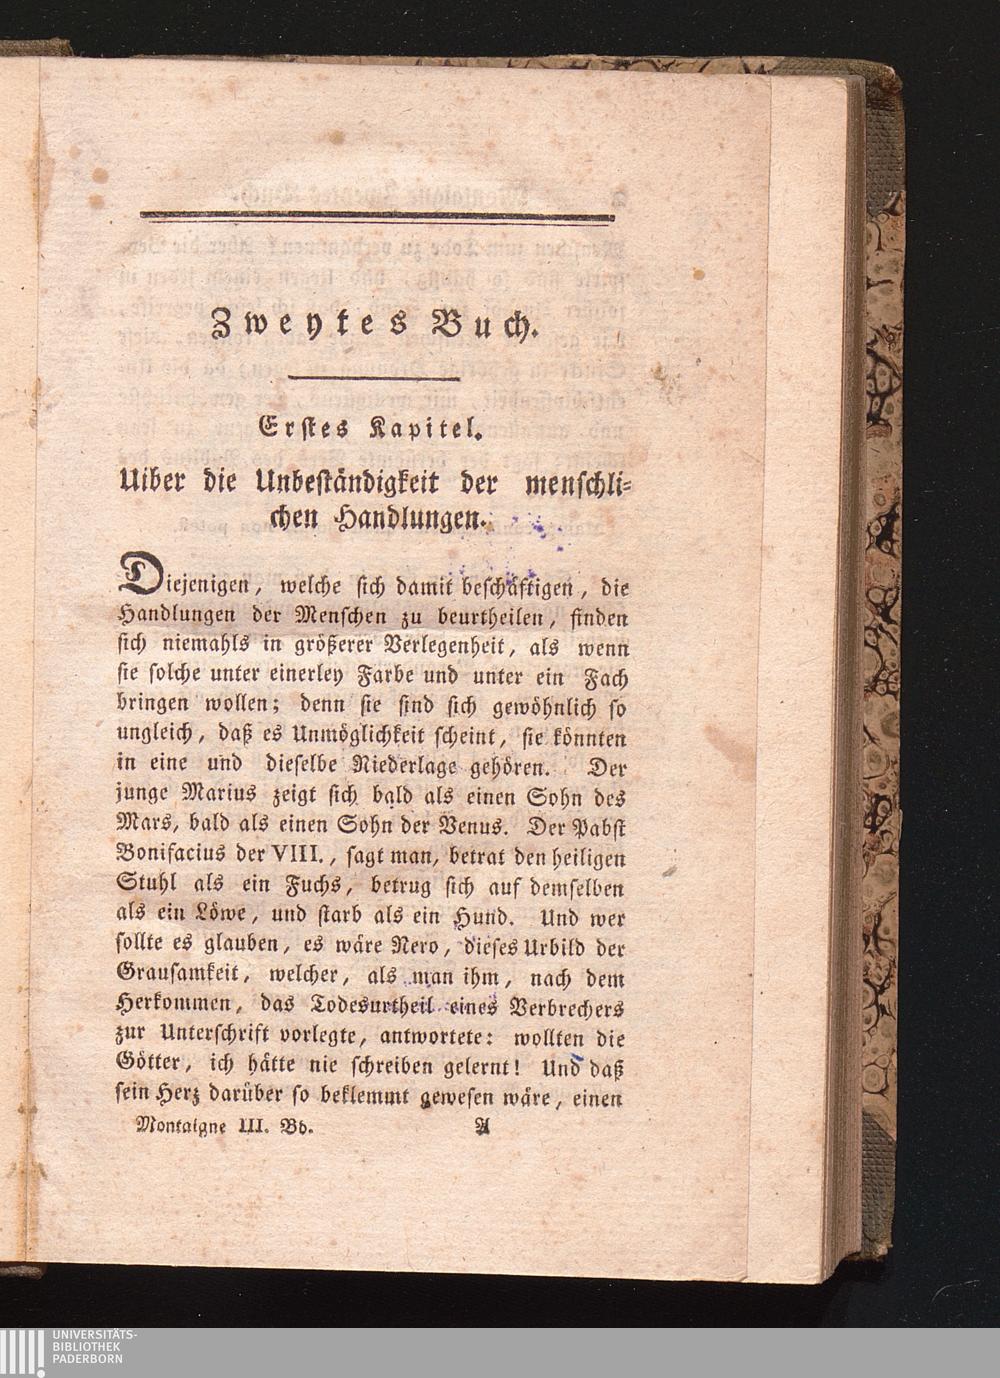 Zweytes Buch.
Erstes Kapitel.
Uiber die Unbeständigkeit der menschli-
chen Handlungen.
Diejenigen, welche sich damit beschäftigen, die
Handlungen der Menschen zu beurtheilen, finden
sich niemahls in größerer Verlegenheit, als wenn
sie solche unter einerley Farbe und unter ein Fach
bringen wollen; denn sie sind sich gewöhnlich so
ungleich, daß es Unmöglichkeit scheint, sie könnten
in eine und dieselbe Niederlage gehören. Der
junge Marius zeigt sich bald als einen Sohn des
Mars, bald als einen Sohn der Venus. Der Pabst
Bonifacius der VIII., sagt man, betrat den heiligen
Stuhl als ein Fuchs, betrug sich auf demselben
als ein Löwe, und starb als ein Hund. Und wer
sollte es glauben, es wäre Nero, dieses Urbild der
Grausamkeit, welcher, als man ihm, nach dem
Herkommen, das Todesurtheil eines Verbrechers
zur Unterschrift vorlegte, antwortete: wollten die
Götter, ich hätte nie schreiben gelernt! Und daß
sein Herz darüber so beklemmt gewesen wäre, einen
Montaigne III. Bd. A
UNIVERSITÄTS-
BIBLIOTHEK
PADERBORN